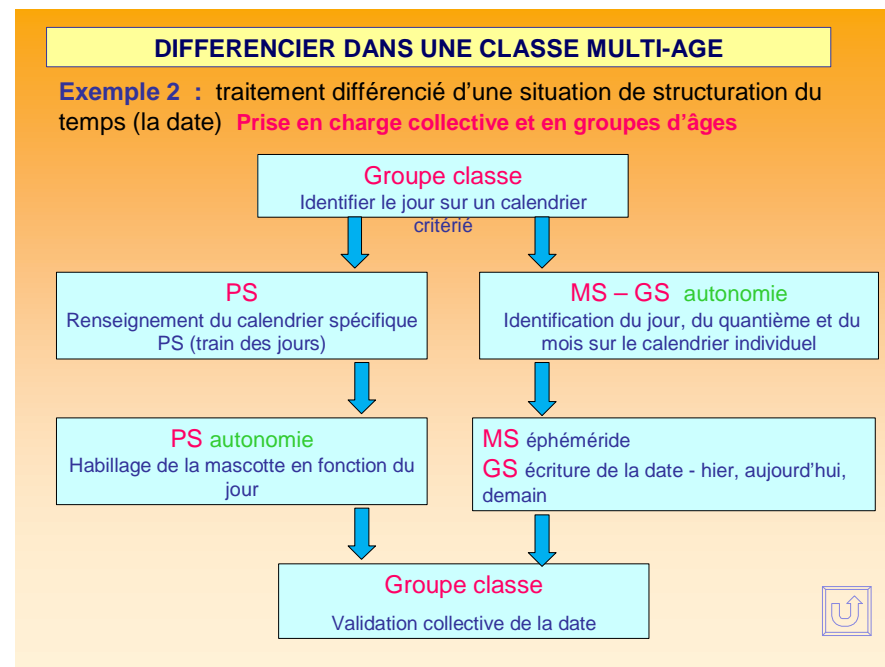 DIFFERENCIER DANS UNE CLASSE MULTI-AGE
Exemple 2 : traitement différencié d'une situation de structuration du
temps (la date) Prise en charge collective et en groupes d'âges
Groupe classe
Identifier le jour sur un calendrier
critérié
PS
Renseignement du calendrier spécifique
PS (train des jours)
MS – GS autonomie
Identification du jour, du quantième et du
mois sur le calendrier individuel
PS autonomie
Habillage de la mascotte en fonction du
jour
MS éphéméride
GS écriture de la date - hier, aujourd'hui,
demain
Groupe classe
Validation collective de la date